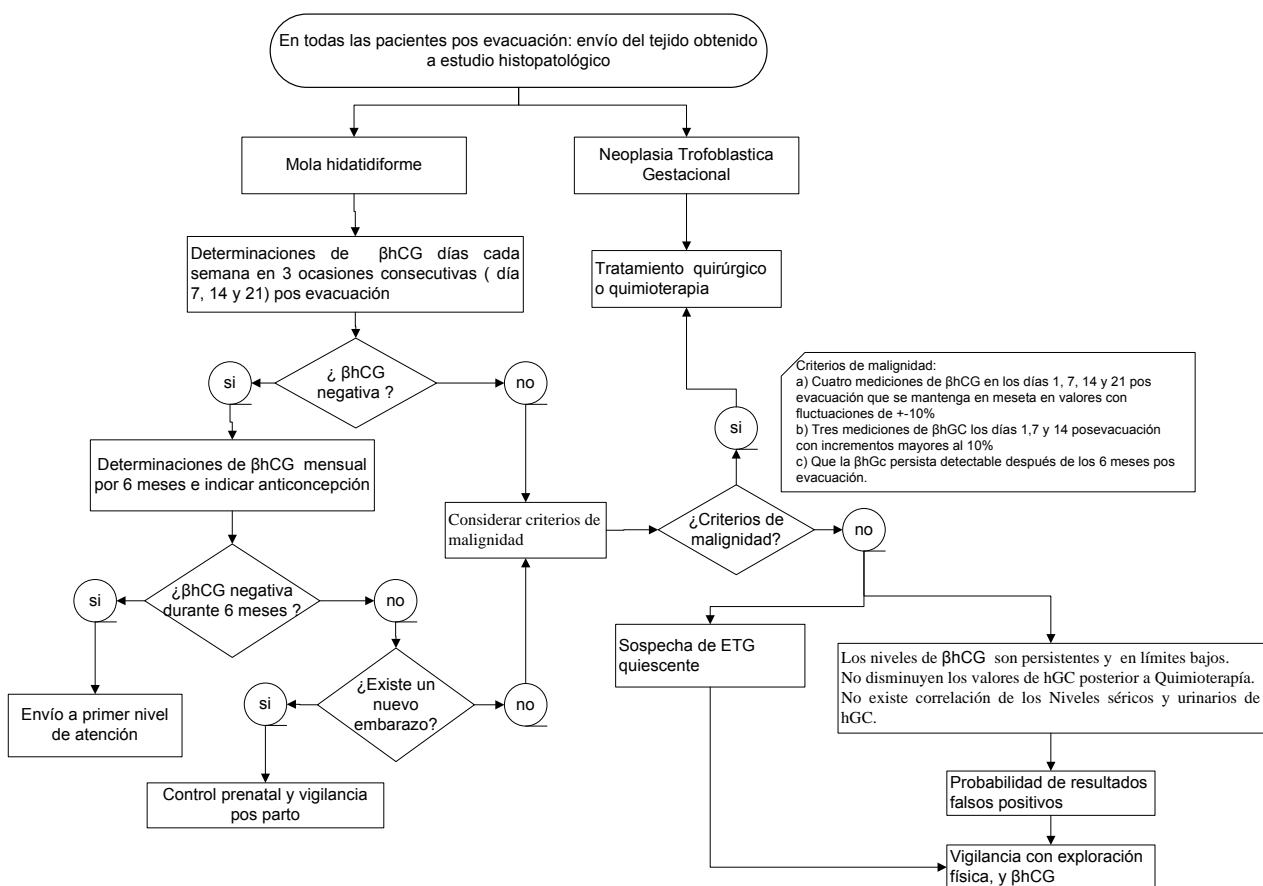 En todas las pacientes pos evacuación: envío del tejido obtenido
a estudio histopatológico
Mola hidatidiforme
Neoplasia Trofoblastica
Gestacional
Determinaciones de βhCG días cada
semana en 3 ocasiones consecutivas ( día
7, 14 y 21) pos evacuación
Tratamiento quirúrgico
o quimioterapia
¿ βhCG
negativa ?
si
no
Criterios de malignidad:
a) Cuatro mediciones de βhCG en los días 1, 7, 14 y 21 pos
evacuación que se mantenga en meseta en valores con
fluctuaciones de +-10%
b) Tres mediciones de βhGC los días 1,7 y 14 posevacuación
con incrementos mayores al 10%
c) Que la βhGc persista detectable después de los 6 meses pos
evacuación.
si
Determinaciones de βhCG mensual
por 6 meses e indicar anticoncepción
Considerar criterios de
malignidad
¿Criterios de
malignidad?
no
¿βhCG negativa
durante 6 meses ?
si
no
Sospecha de ETG
quiescente
Los niveles de βhCG son persistentes y en límites bajos.
No disminuyen los valores de hGC posterior a Quimioterapía.
No existe correlación de los Niveles séricos y urinarios de
hGC.
¿Existe un
nuevo
embarazo?
si
no
Envío a primer nivel
de atención
Control prenatal y vigilancia
pos parto
Probabilidad de resultados
falsos positivos
Vigilancia con exploración
física, y βhCG